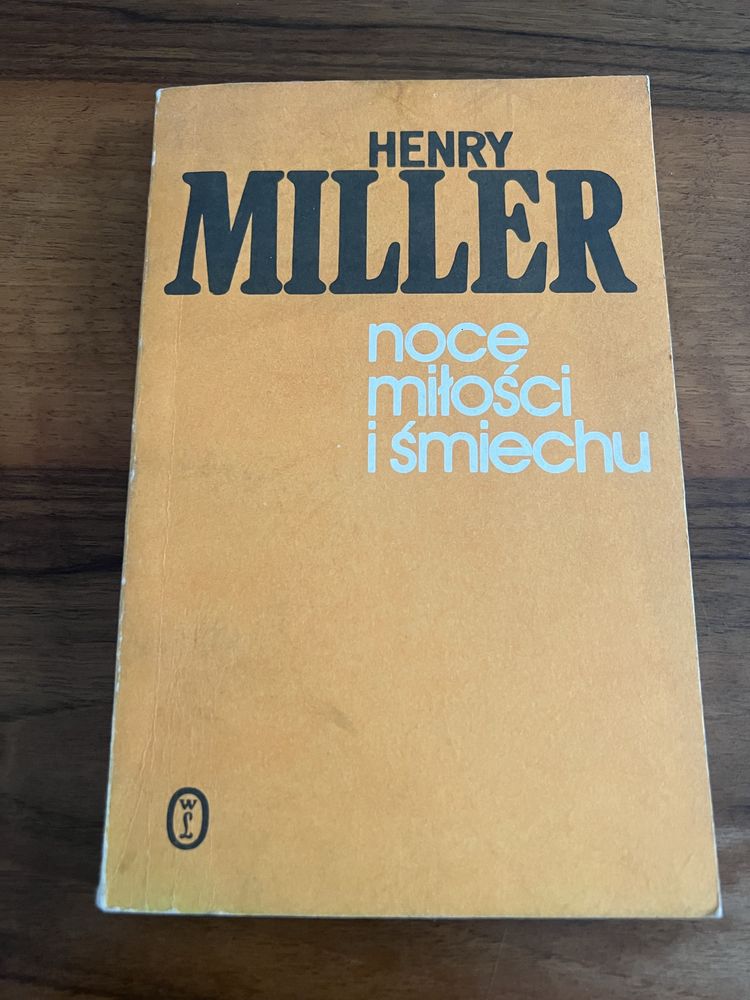 HENRY
MILLER
noce
miłości
i śmiechu
W
L